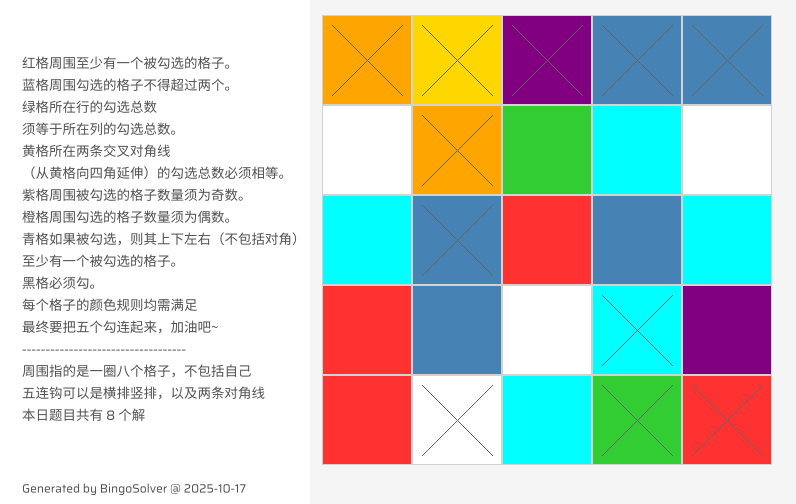 红格周围至少有一个被勾选的格子。
蓝格周围勾选的格子不得超过两个。
绿格所在行的勾选总数
须等于所在列的勾选总数。
黄格所在两条交叉对角线
（从黄格向四角延伸）的勾选总数必须相等。
紫格周围被勾选的格子数量须为奇数。
橙格周围勾选的格子数量须为偶数。
青格如果被勾选，则其上下左右（不包括对角）
至少有一个被勾选的格子。
黑格必须勾。
每个格子的颜色规则均需满足
最终要把五个勾连起来，加油吧~
----------------------------------
周围指的是一圈八个格子，不包括自己
五连钩可以是横排竖排，以及两条对角线
本日题目共有 8 个解
Generated by BingoSolver @ 2025-10-17